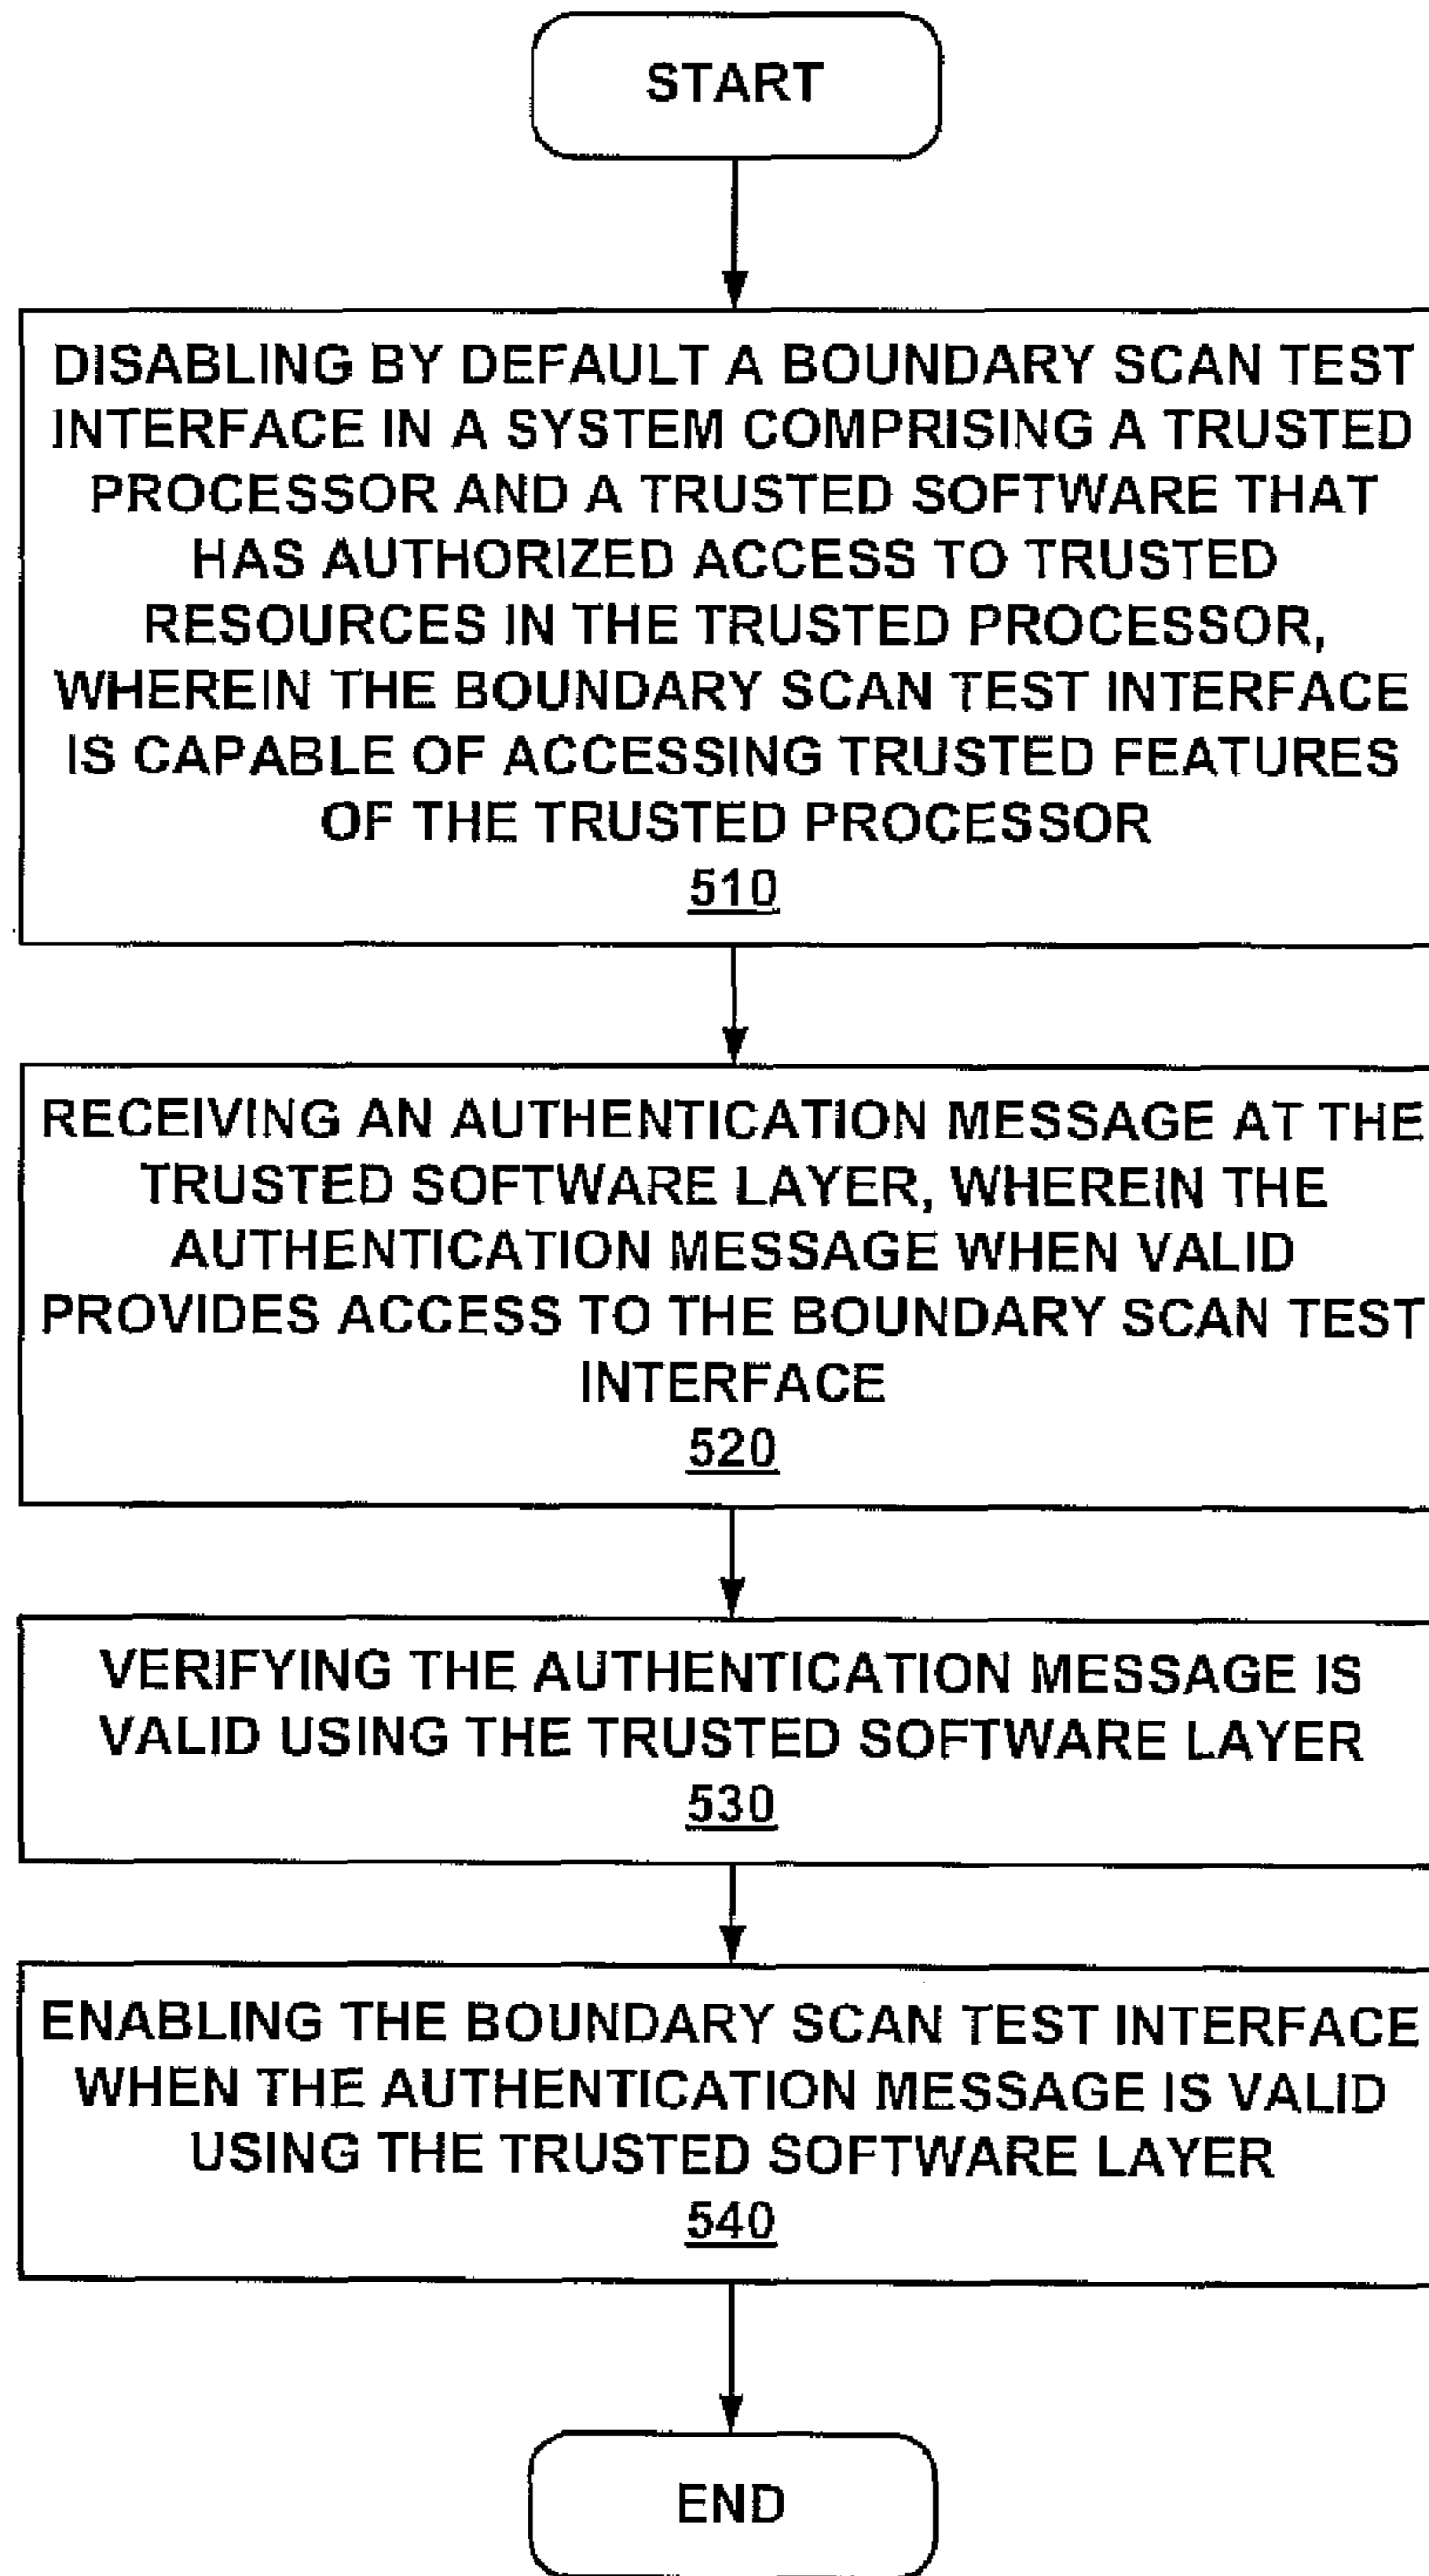 START
DISABLING BY DEFAULT A BOUNDARY SCAN TEST
INTERFACE IN A SYSTEM COMPRISING A TRUSTED
PROCESSOR AND A TRUSTED SOFTWARE THAT
HAS AUTHORIZED ACCESS TO TRUSTED
RESOURCES IN THE TRUSTED PROCESSOR,
WHEREIN THE BOUNDARY SCAN TEST INTERFACE
IS CAPABLE OF ACCESSING TRUSTED FEATURES
OF THE TRUSTED PROCESSOR
510
RECEIVING AN AUTHENTICATION MESSAGE AT THE
TRUSTED SOFTWARE LAYER, WHEREIN THE
AUTHENTICATION MESSAGE WHEN VALID
PROVIDES ACCESS TO THE BOUNDARY SCAN TEST
INTERFACE
520
VERIFYING THE AUTHENTICATION MESSAGE IS
VALID USING THE TRUSTED SOFTWARE LAYER
530
ENABLING THE BOUNDARY SCAN TEST INTERFACE
WHEN THE AUTHENTICATION MESSAGE IS VALID
USING THE TRUSTED SOFTWARE LAYER
540
END